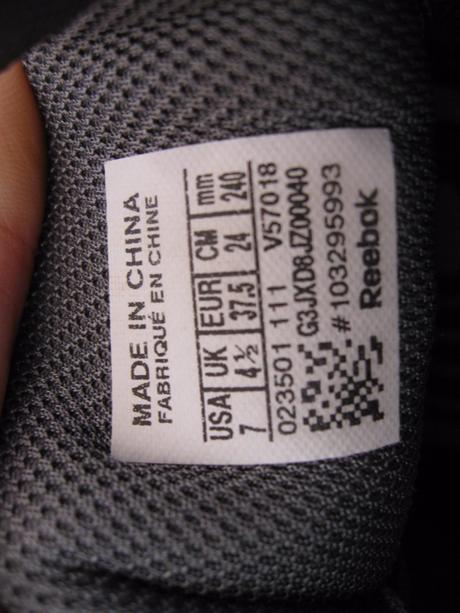 MADE IN CHINA
FABRIQUÉ EN CHINE
USA UK EUR CM mm
7 4½ 37.5 24 240
023501 111 V57018
G3JXD8JZ00040
#103295993
Reebok